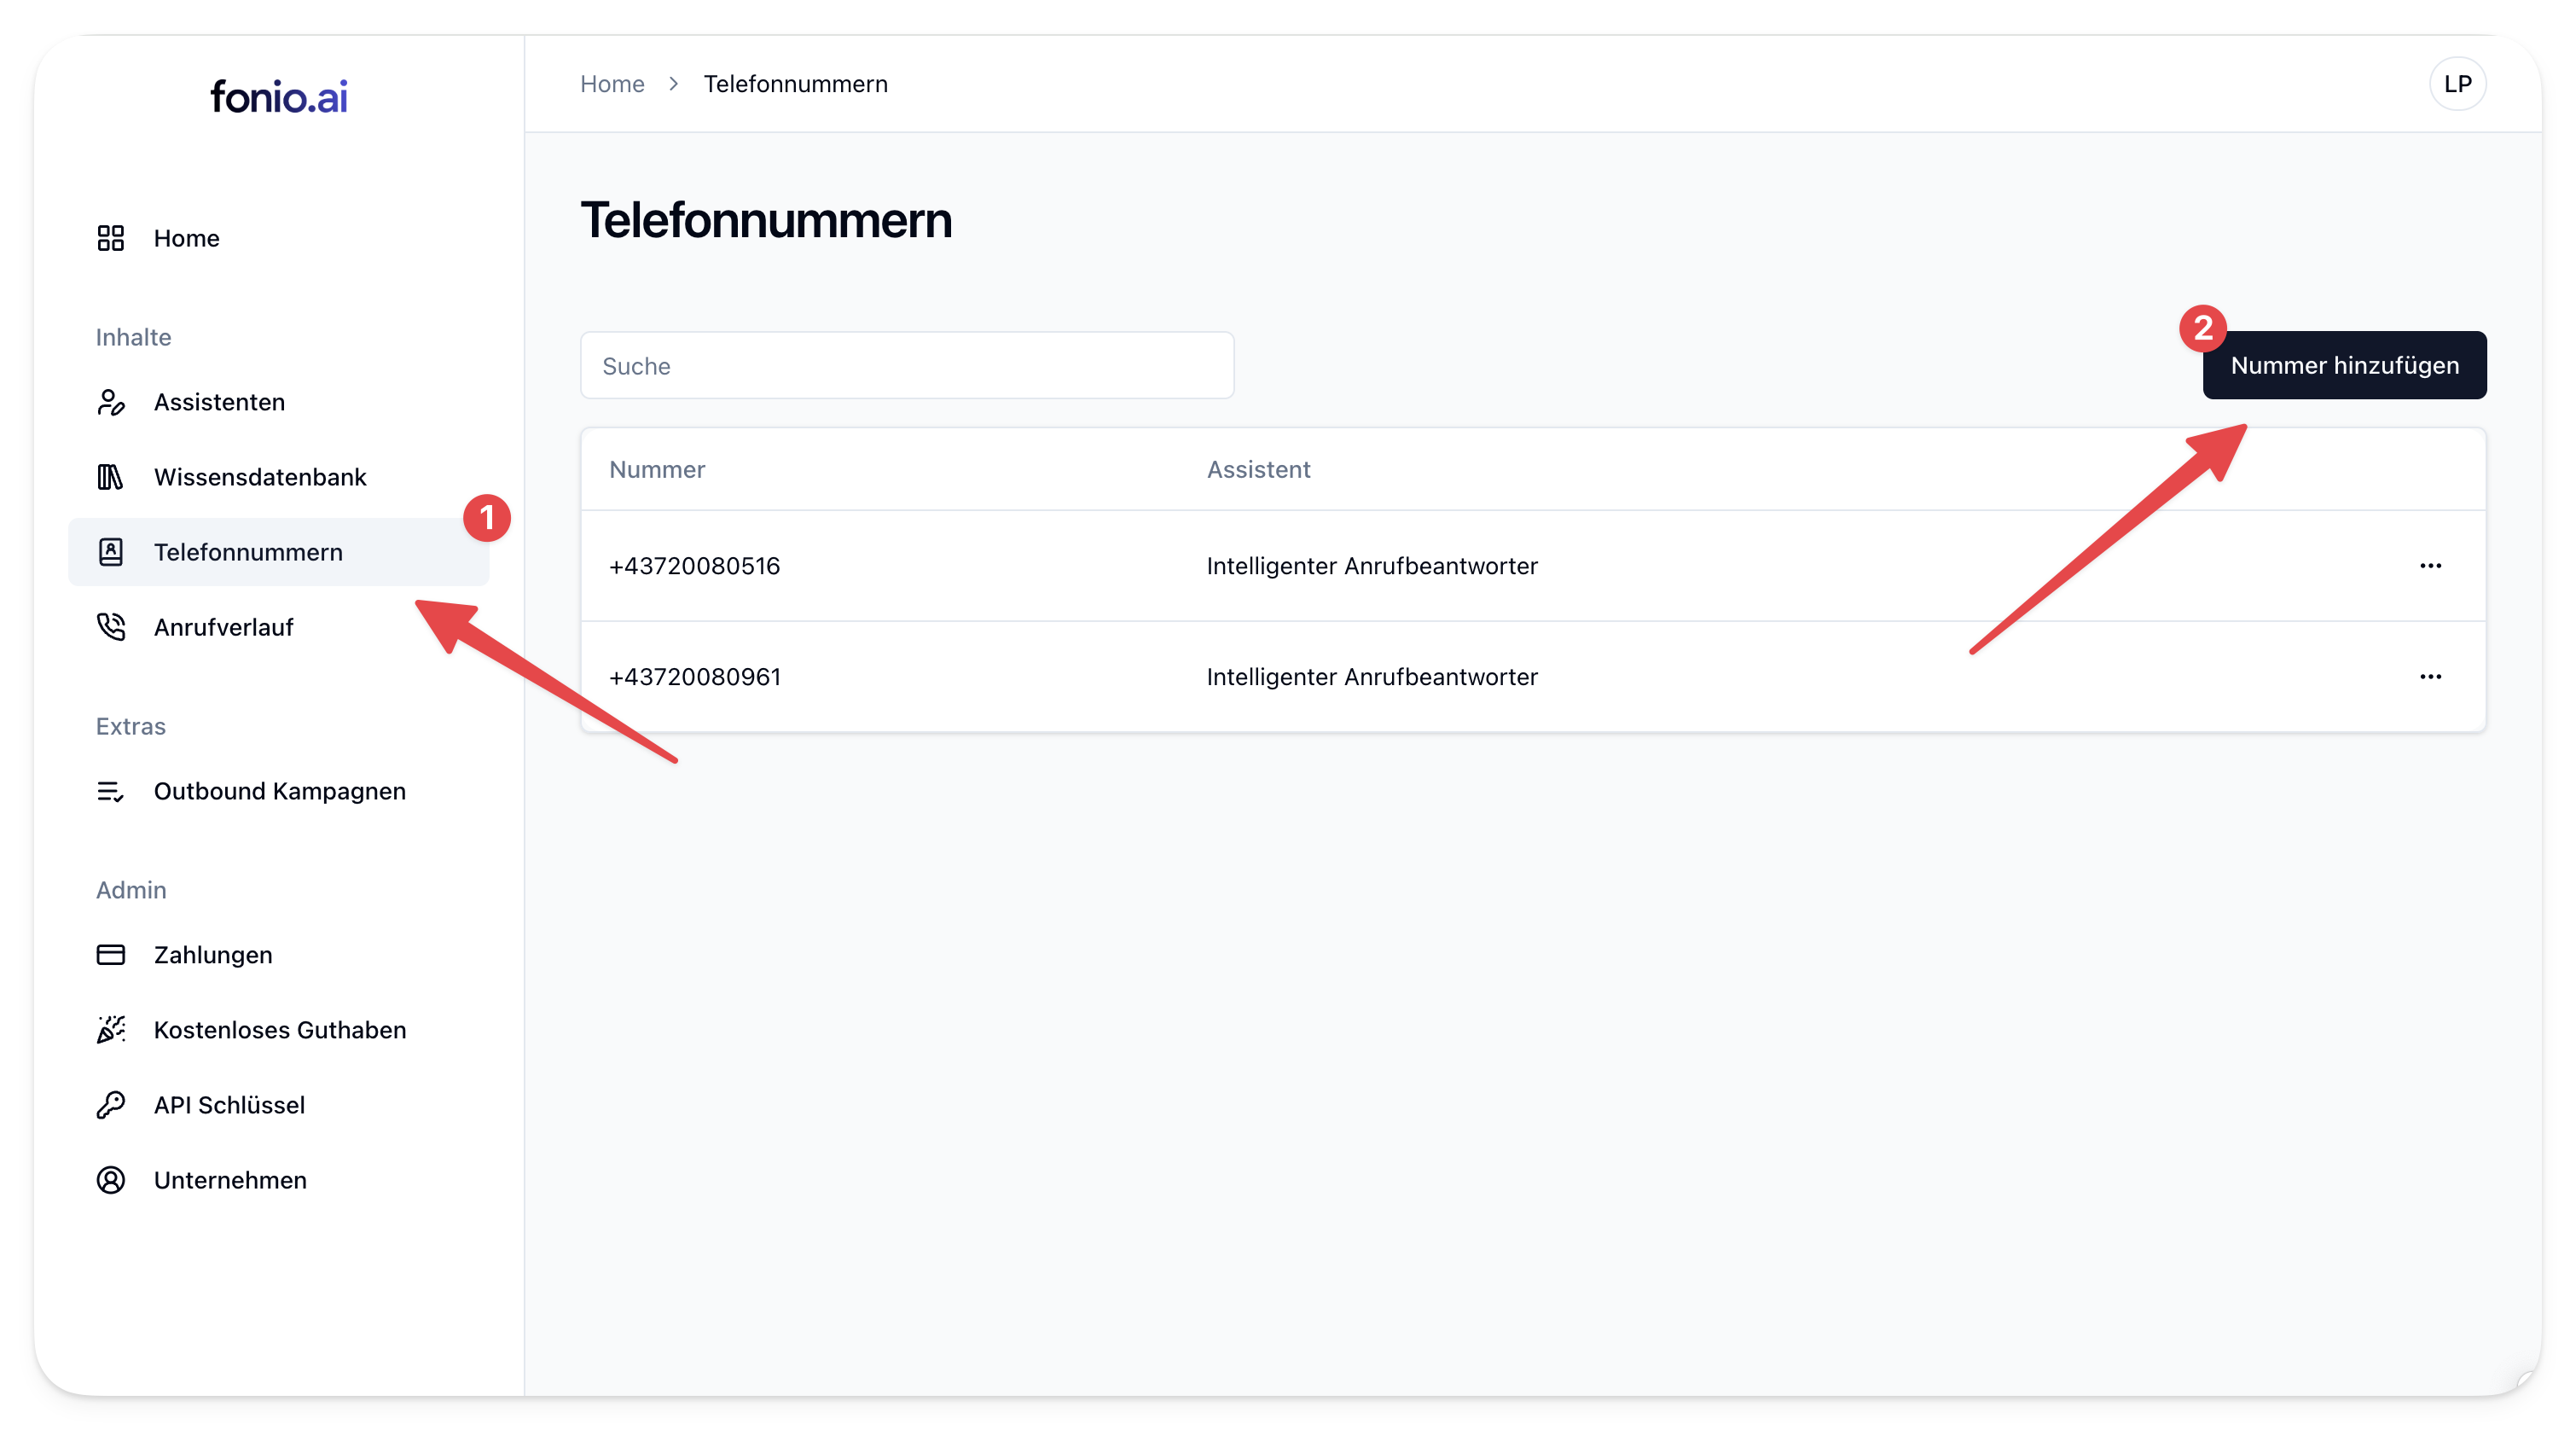 fonio.ai
Home
Inhalte
Assistenten
Wissensdatenbank
Telefonnummern
1
Anrufverlauf
Extras
Outbound Kampagnen
Admin
Zahlungen
Kostenloses Guthaben
API Schlüssel
Unternehmen
Home > Telefonnummern
LP
Telefonnummern
Suche
2
Nummer hinzufügen
Nummer Assistent
+43720080516 Intelligenter Anrufbeantworter ...
+43720080961 Intelligenter Anrufbeantworter ...